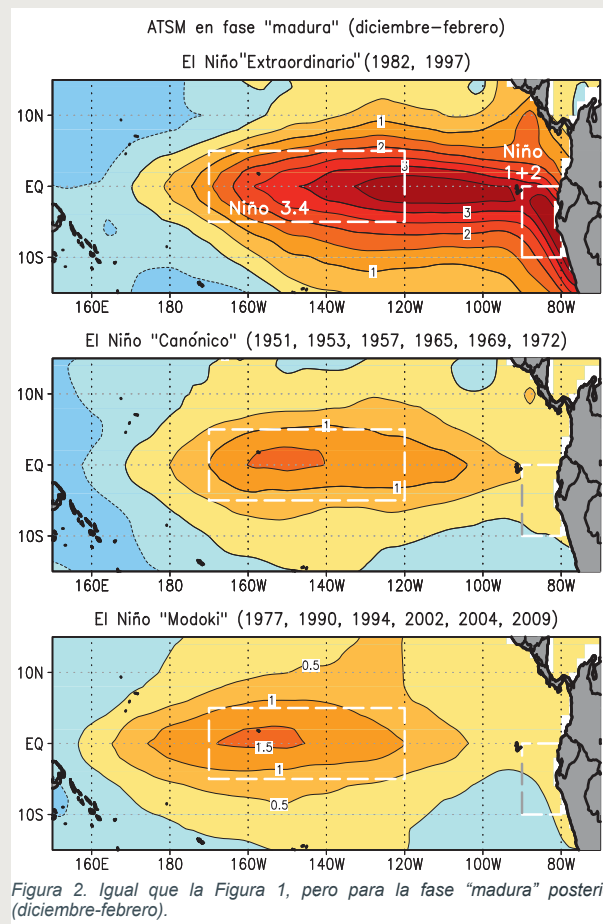 ATSM en fase "madura" (diciembre–febrero)
El Niño"Extraordinario"(1982, 1997)
10N
EQ
10S
1
2
3
3
2
1
Niño
1+2
Niño 3.4
160E 180 160W 140W 120W 100W 80W
El Niño "Canónico" (1951, 1953, 1957, 1965, 1969, 1972)
10N
EQ
10S
1
1
160E 180 160W 140W 120W 100W 80W
El Niño "Modoki" (1977, 1990, 1994, 2002, 2004, 2009)
10N
EQ
10S
0.5
1
1.5
1
0.5
160E 180 160W 140W 120W 100W 80W
Figura 2. Igual que la Figura 1, pero para la fase “madura” posteri
(diciembre-febrero).